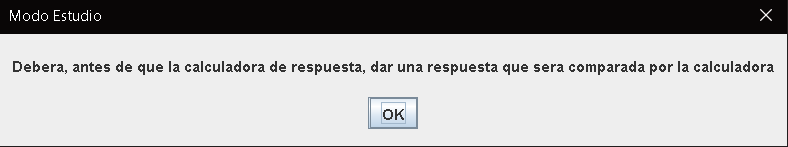 Modo Estudio
Debera, antes de que la calculadora de respuesta, dar una respuesta que sera comparada por la calculadora
OK